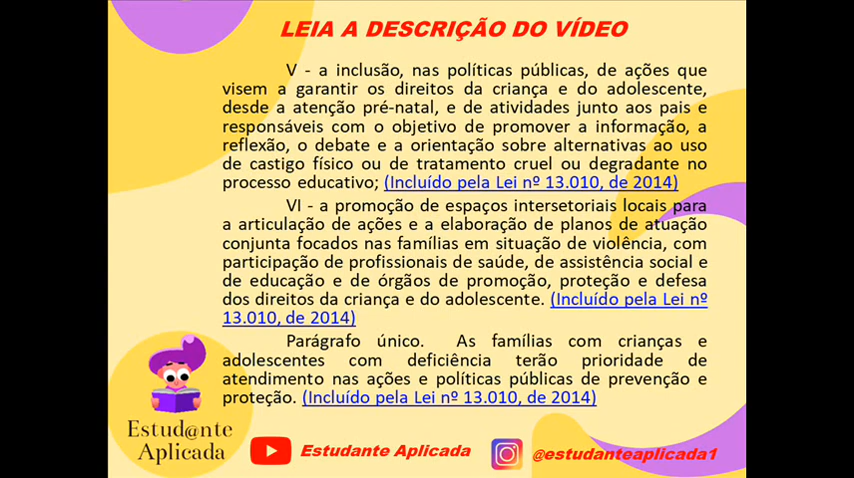 LEIA A DESCRIÇÃO DO VÍDEO
V - a inclusão, nas políticas públicas, de ações que
visem a garantir os direitos da criança e do adolescente,
desde a atenção pré-natal, e de atividades junto aos pais e
responsáveis com o objetivo de promover a informação, a
reflexão, o debate e a orientação sobre alternativas ao uso
de castigo físico ou de tratamento cruel ou degradante no
processo educativo; (Incluído pela Lei nº 13.010, de 2014)
VI - a promoção de espaços intersetoriais locais para
a articulação de ações e a elaboração de planos de atuação
conjunta focados nas famílias em situação de violência, com
participação de profissionais de saúde, de assistência social e
de educação e de órgãos de promoção, proteção e defesa
dos direitos da criança e do adolescente. (Incluído pela Lei nº
13.010, de 2014)
Parágrafo único. As famílias com crianças e
adolescentes com deficiência terão prioridade de
atendimento nas ações e políticas públicas de prevenção e
proteção. (Incluído pela Lei nº 13.010, de 2014)
Estud@nte
Aplicada
Estudante Aplicada
@estudanteaplicada1